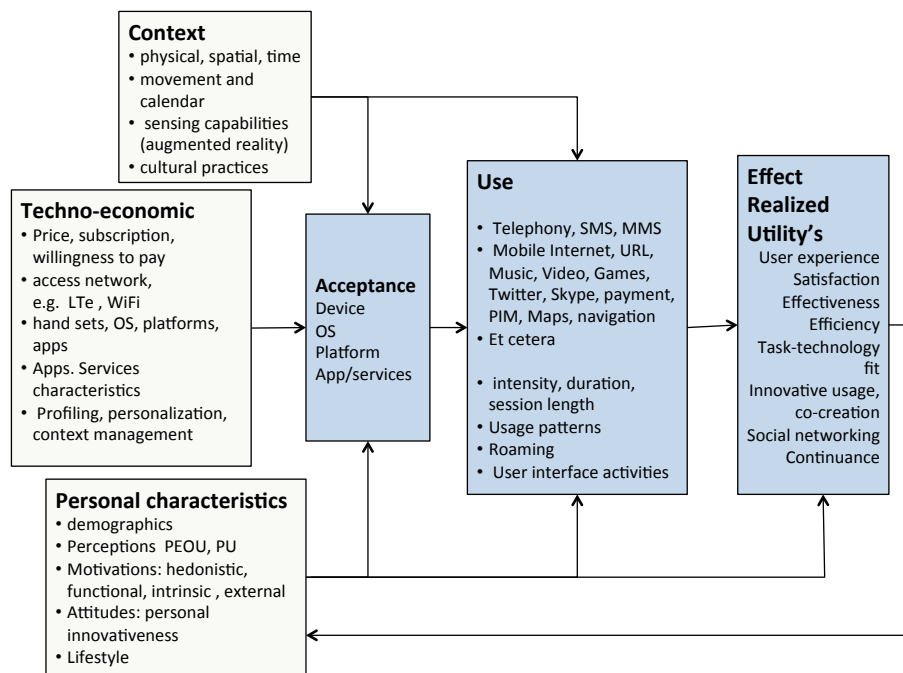 Context
• physical, spatial, time
• movement and
calendar
• sensing capabilities
(augmented reality)
• cultural practices
Techno-economic
• Price, subscription,
willingness to pay
• access network,
e.g. LTe , WiFi
• hand sets, OS, platforms,
apps
• Apps. Services
characteristics
• Profiling, personalization,
context management
Personal characteristics
• demographics
• Perceptions PEOU, PU
• Motivations: hedonistic,
functional, intrinsic , external
• Attitudes: personal
innovativeness
• Lifestyle
Acceptance
Device
OS
Platform
App/services
Use
• Telephony, SMS, MMS
• Mobile Internet, URL,
Music, Video, Games,
Twitter, Skype, payment,
PIM, Maps, navigation
• Et cetera
• intensity, duration,
session length
• Usage patterns
• Roaming
• User interface activities
Effect
Realized
Utility's
User experience
Satisfaction
Effectiveness
Efficiency
Task-technology
fit
Innovative usage,
co-creation
Social networking
Continuance